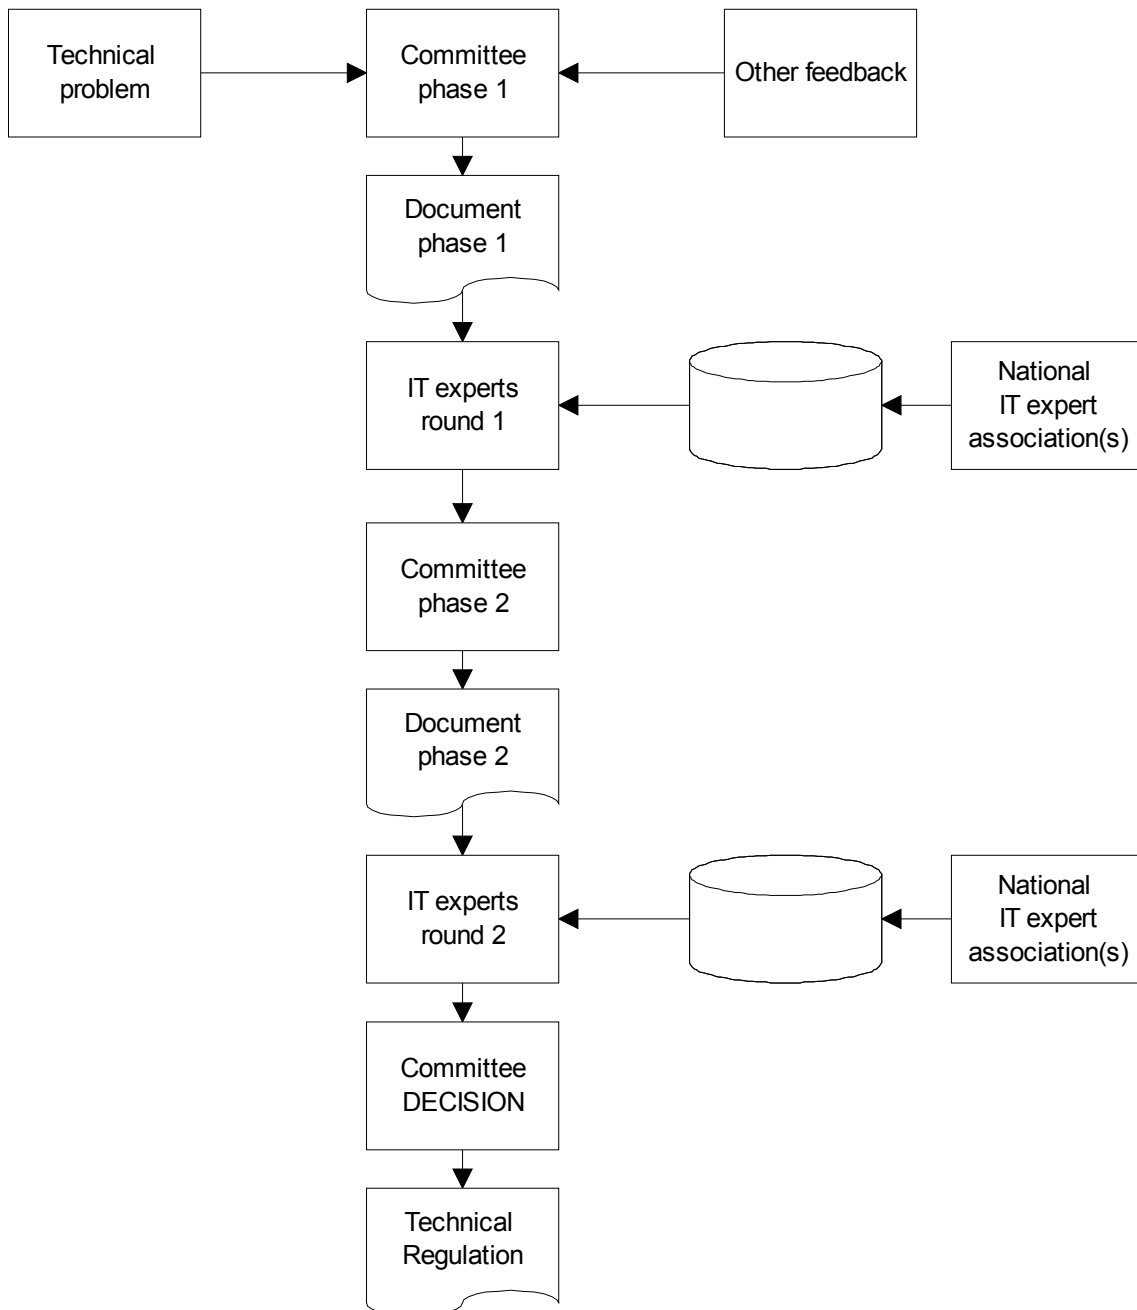 Technical
problem
Committee
phase 1
Other feedback
Document
phase 1
IT experts
round 1
National
IT expert
association(s)
Committee
phase 2
Document
phase 2
IT experts
round 2
National
IT expert
association(s)
Committee
DECISION
Technical
Regulation